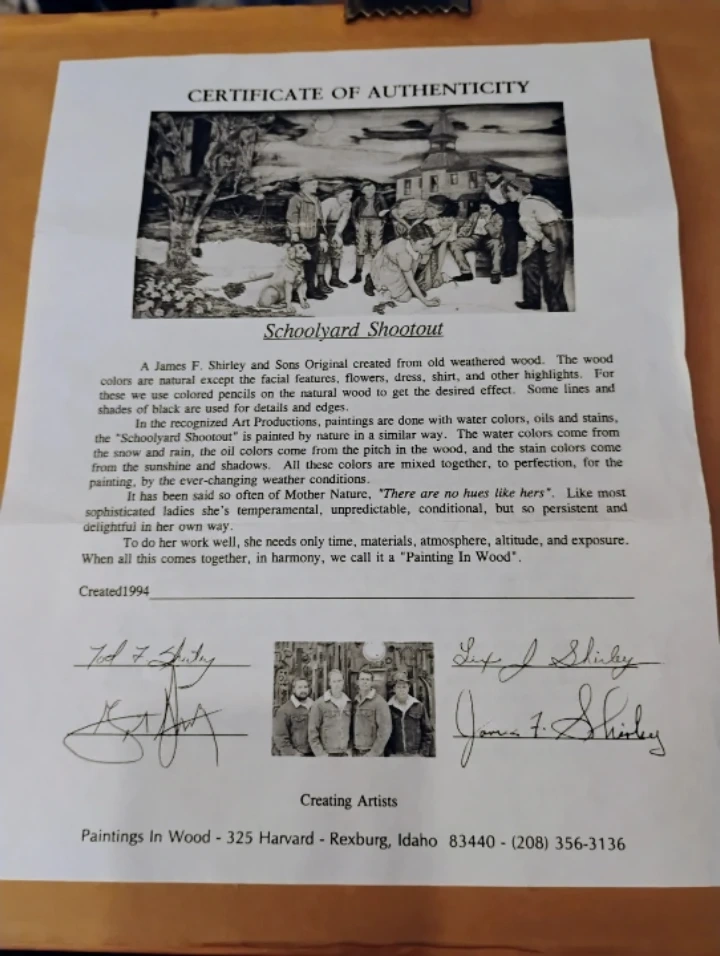 CERTIFICATE OF AUTHENTICITY
Schoolyard Shootout
A James F. Shirley and Sons Original created from old weathered wood. The wood
colors are natural except the facial features, flowers, dress, shirt, and other highlights. For
these we use colored pencils on the natural wood to get the desired effect. Some lines and
shades of black are used for details and edges.
In the recognized Art Productions, paintings are done with water colors, oils and stains,
the "Schoolyard Shootout" is painted by nature in a similar way. The water colors come from
the snow and rain, the oil colors come from the pitch in the wood, and the stain colors come
from the sunshine and shadows. All these colors are mixed together, to perfection, for the
painting, by the ever-changing weather conditions.
It has been said so often of Mother Nature, "There are no hues like hers". Like most
sophisticated ladies she's temperamental, unpredictable, conditional, but so persistent and
delightful in her own way.
To do her work well, she needs only time, materials, atmosphere, altitude, and exposure.
When all this comes together, in harmony, we call it a "Painting In Wood".
Created1994
F Shirley
J Shirley
James F. Shirley
Creating Artists
Paintings In Wood - 325 Harvard - Rexburg, Idaho 83440 - (208) 356-3136